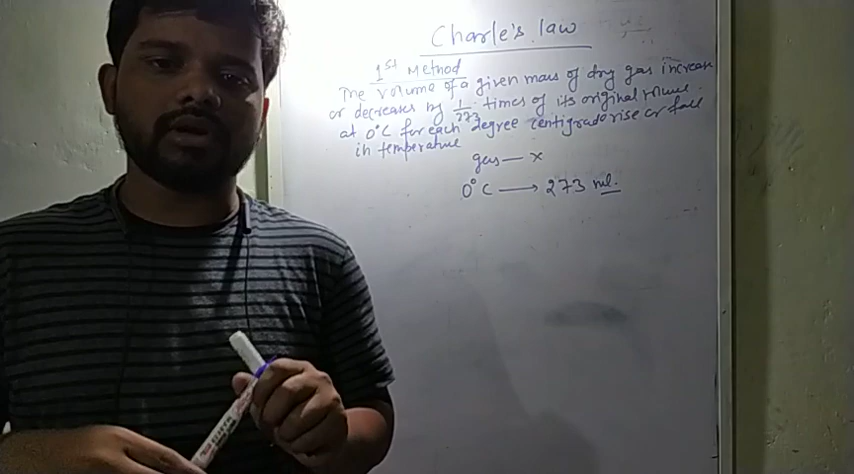 Charle's law
1st Method
The volume of a given mass of dry gas increase
or decreases by 1/273 times of its original volume
at 0°C for each degree centigrade rise or fall
in temperature
gas — x
0°C → 273 ml.